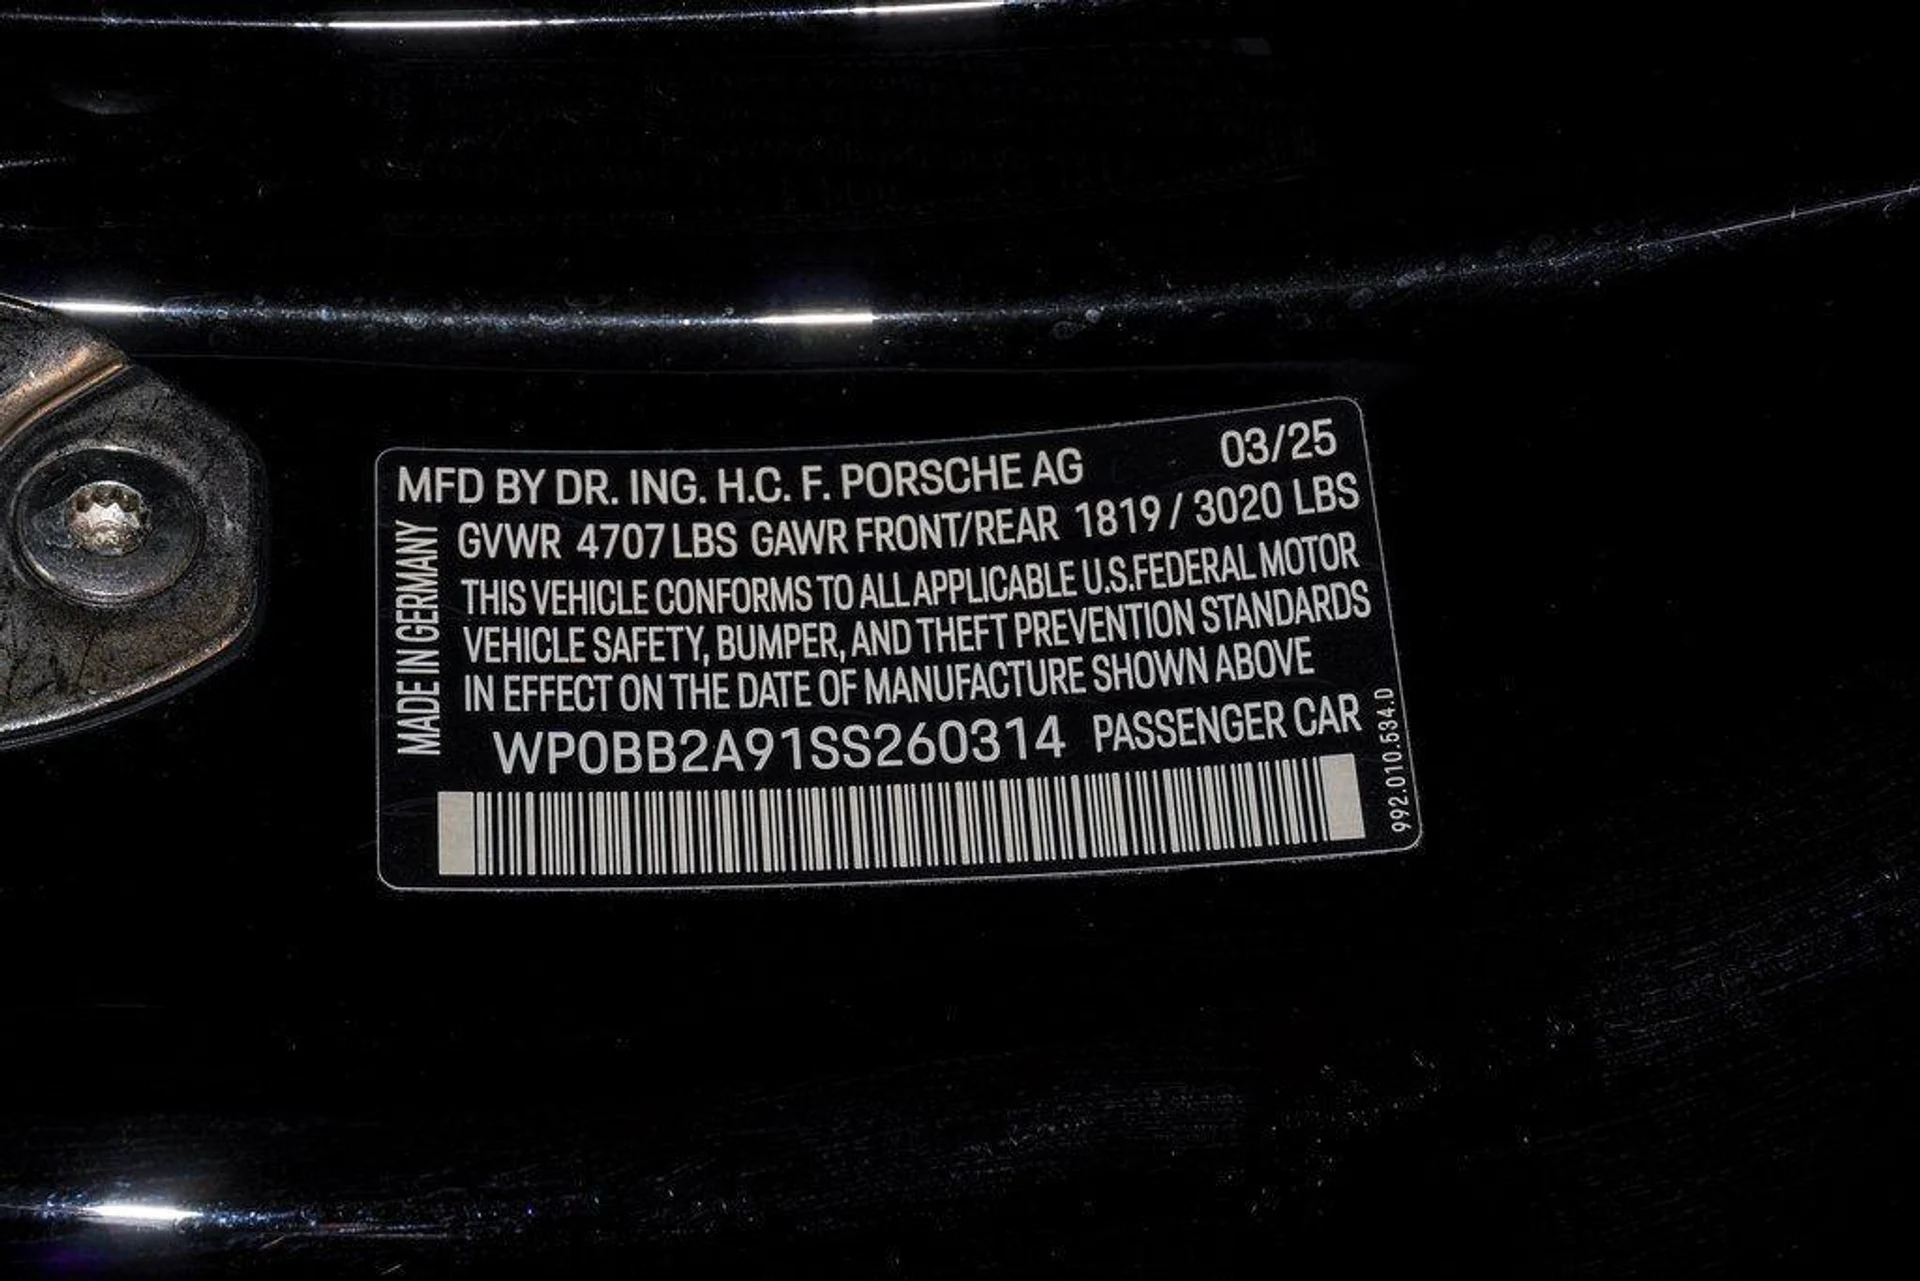 MFD BY DR. ING. H.C. F. PORSCHE AG 03/25
GVWR 4707 LBS GAWR FRONT/REAR 1819 / 3020 LBS
THIS VEHICLE CONFORMS TO ALL APPLICABLE U.S.FEDERAL MOTOR
VEHICLE SAFETY, BUMPER, AND THEFT PREVENTION STANDARDS
IN EFFECT ON THE DATE OF MANUFACTURE SHOWN ABOVE
WP0BB2A91SS260314 PASSENGER CAR
MADE IN GERMANY
992.010.534.D